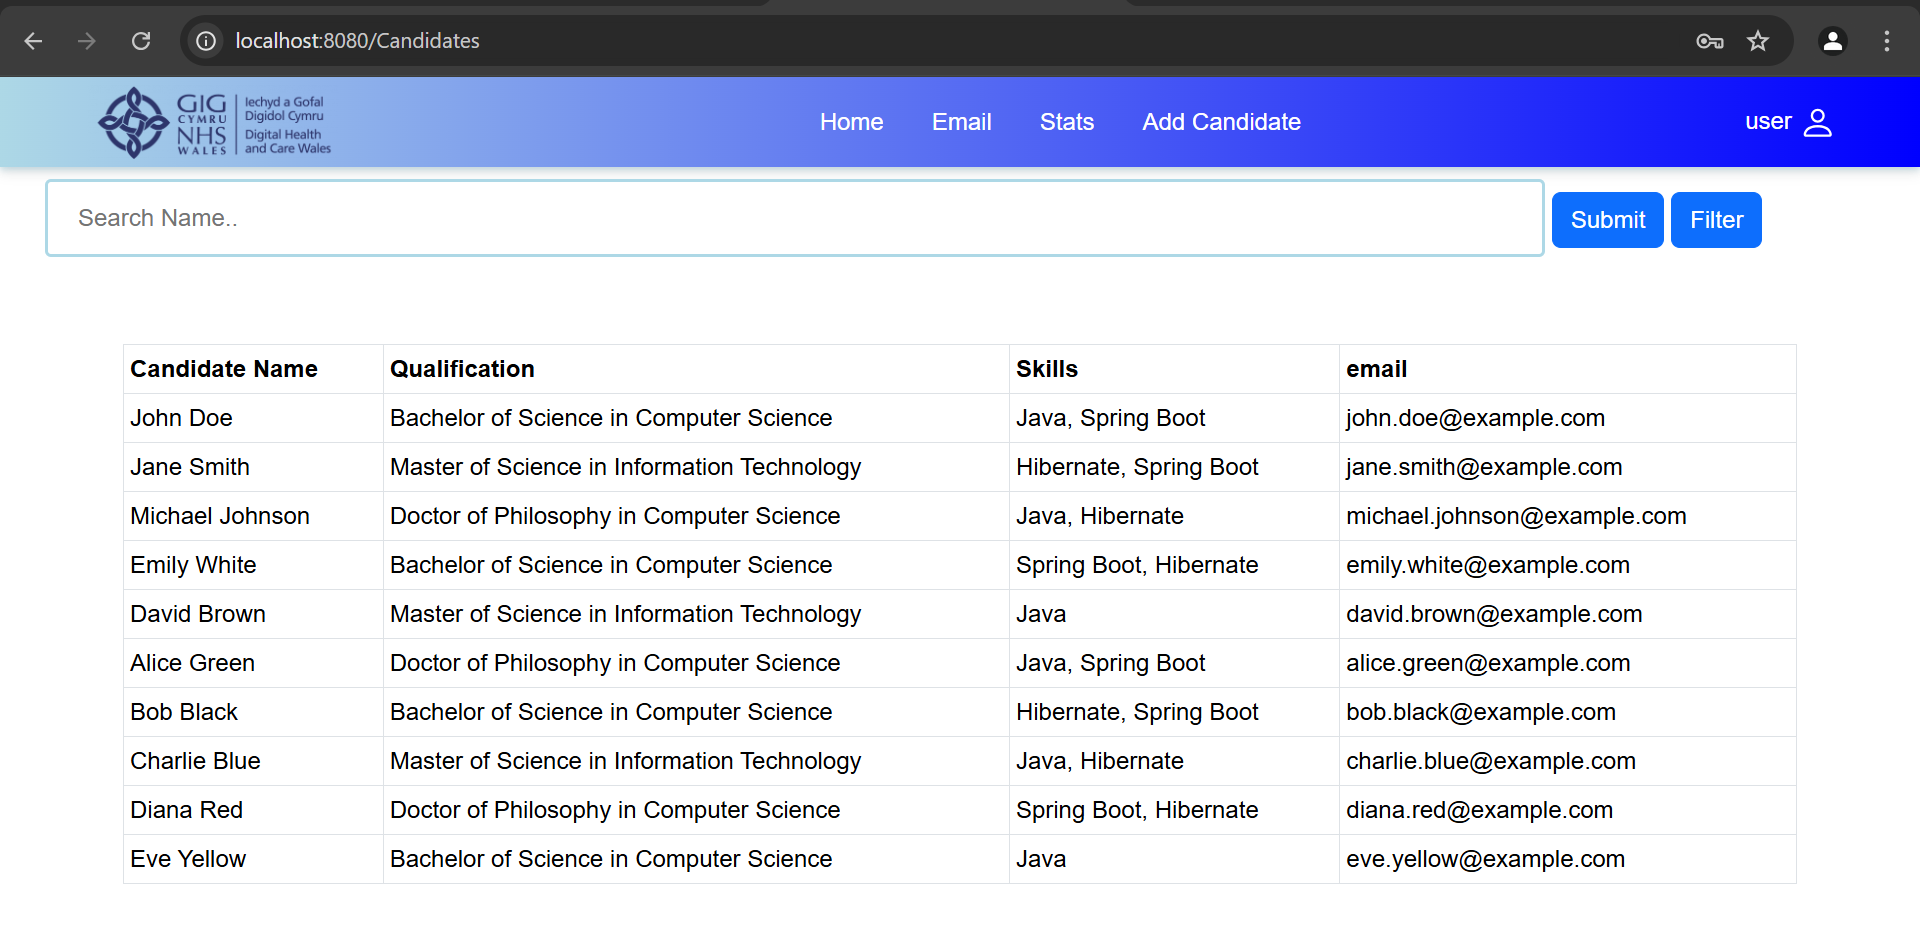 localhost:8080/Candidates
GIG
CYMRU
NHS
WALES
Iechyd a Gofal
Digidol Cymru
Digital Health
and Care Wales
Home Email Stats Add Candidate user
Search Name.. Submit Filter
Candidate Name Qualification Skills email
John Doe Bachelor of Science in Computer Science Java, Spring Boot john.doe@example.com
Jane Smith Master of Science in Information Technology Hibernate, Spring Boot jane.smith@example.com
Michael Johnson Doctor of Philosophy in Computer Science Java, Hibernate michael.johnson@example.com
Emily White Bachelor of Science in Computer Science Spring Boot, Hibernate emily.white@example.com
David Brown Master of Science in Information Technology Java david.brown@example.com
Alice Green Doctor of Philosophy in Computer Science Java, Spring Boot alice.green@example.com
Bob Black Bachelor of Science in Computer Science Hibernate, Spring Boot bob.black@example.com
Charlie Blue Master of Science in Information Technology Java, Hibernate charlie.blue@example.com
Diana Red Doctor of Philosophy in Computer Science Spring Boot, Hibernate diana.red@example.com
Eve Yellow Bachelor of Science in Computer Science Java eve.yellow@example.com